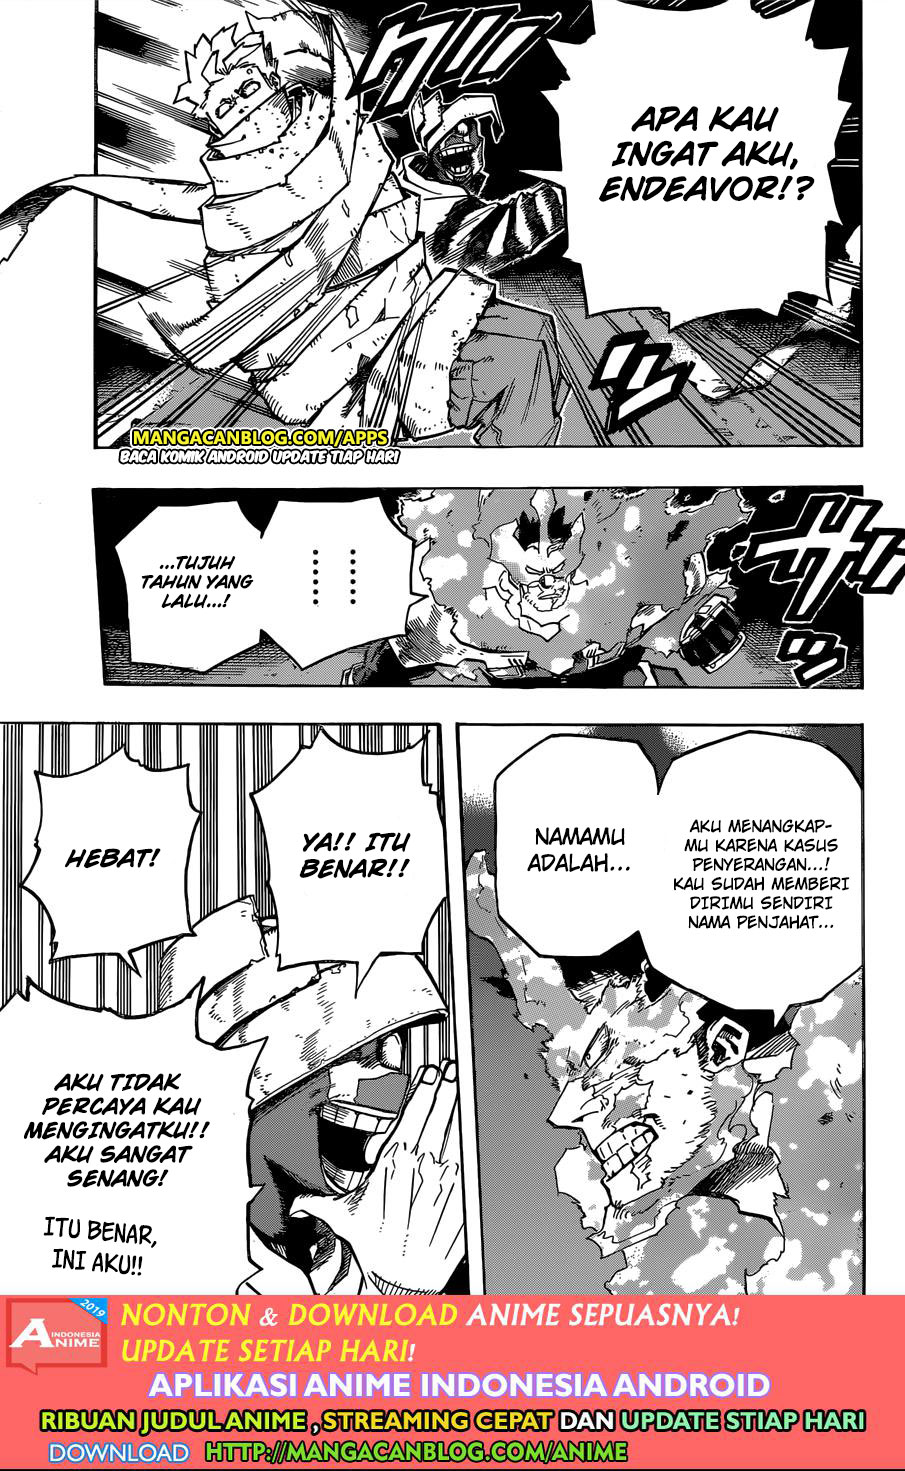 APA KAU
INGAT AKU,
ENDEAVOR!?
MANGACANBLOG.COM/APPS
BACA KOMIK ANDROID UPDATE TIAP HARI
......
......
...TUJUH
TAHUN YANG
LALU...!
AKU MENANGKAP-
MU KARENA KASUS
PENYERANGAN...!
KAU SUDAH MEMBERI
DIRIMU SENDIRI
NAMA PENJAHAT...
NAMAMU
ADALAH...
YA!! ITU
BENAR!!
HEBAT!
AKU TIDAK
PERCAYA KAU
MENGINGATKU!!
AKU SANGAT
SENANG!
ITU BENAR,
INI AKU!!
2019
INDONESIA
ANIME
NONTON & DOWNLOAD ANIME SEPUASNYA!
UPDATE SETIAP HARI!
APLIKASI ANIME INDONESIA ANDROID
RIBUAN JUDUL ANIME , STREAMING CEPAT DAN UPDATE STIAP HARI
DOWNLOAD HTTP://MANGACANBLOG.COM/ANIME